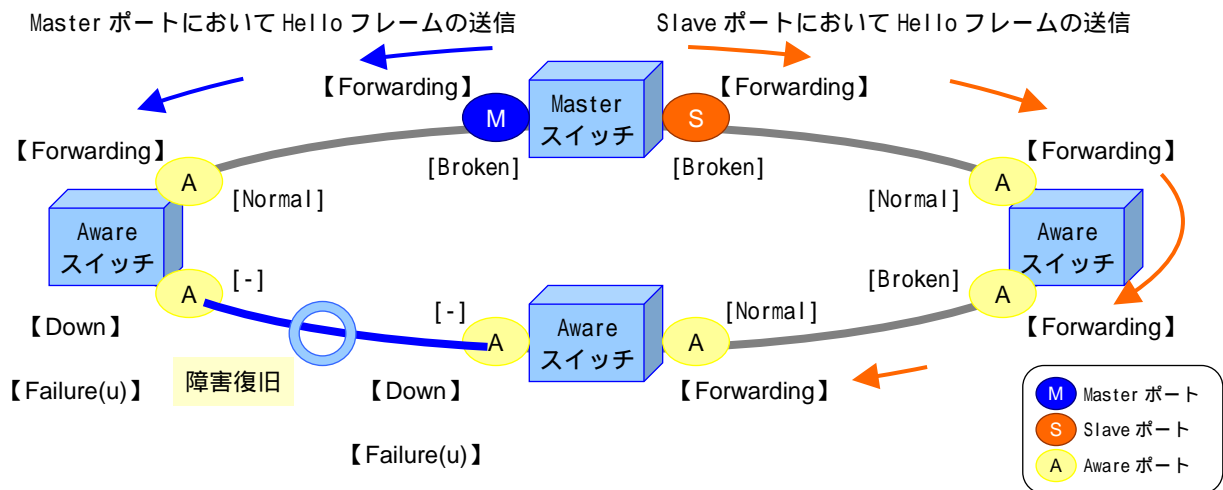 Master ポートにおいて Hello フレームの送信
Slave ポートにおいて Hello フレームの送信
【Forwarding】
Master
スイッチ
【Forwarding】
M
S
[Broken]
[Broken]
【Forwarding】
A
[Normal]
【Forwarding】
A
[Normal]
Aware
スイッチ
Aware
スイッチ
A
[-]
[Broken]
A
【Down】
【Forwarding】
[-]
A
Aware
スイッチ
A
[Normal]
【Failure(u)】
障害復旧
【Down】
【Forwarding】
【Failure(u)】
M Master ポート
S Slave ポート
A Aware ポート